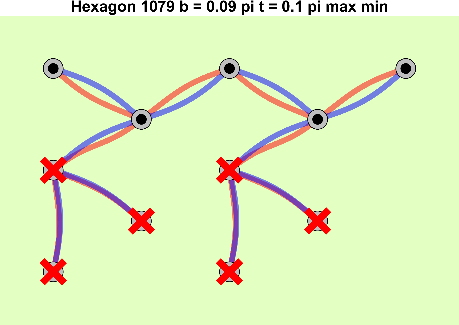 Hexagon 1079 b = 0.09 pi t = 0.1 pi max min